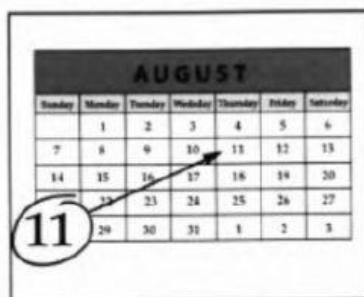 AUGUST
Sunday Monday Tuesday Wednesday Thursday Friday Saturday
1 2 3 4 5 6
7 8 9 10 11 12 13
14 15 16 17 18 19 20
22 23 24 25 26 27
11
29 30 31 1 2 3